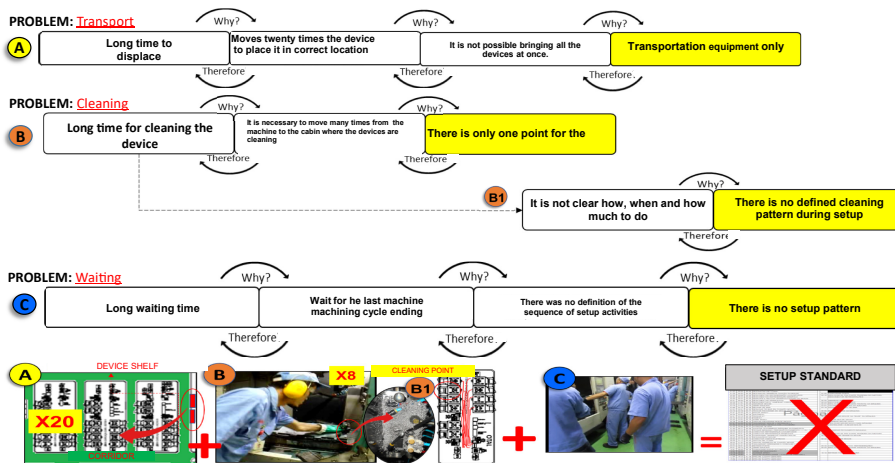 PROBLEM: Transport
Why?
Why?
Why?
A
Long time to
displace
Moves twenty times the device
to place it in correct location
It is not possible bringing all the
devices at once.
Transportation equipment only
Therefore
Therefore
Therefore
PROBLEM: Cleaning
Why?
Why?
B
Long time for cleaning the
device
It is necessary to move many times from the
machine to the cabin where the devices are
cleaning
There is only one point for the
Therefore
Therefore
B1
Why?
It is not clear how, when and how
much to do
There is no defined cleaning
pattern during setup
Therefore
PROBLEM: Waiting
Why?
Why?
Why?
C
Long waiting time
Wait for he last machine
machining cycle ending
There was no definition of the
sequence of setup activities
There is no setup pattern
Therefore.
Therefore.
Therefore.
A
DEVICE SHELF
X20
CORRIDOR
+
B
X8
CLEANING POINT
B1
+
C
=
SETUP STANDARD